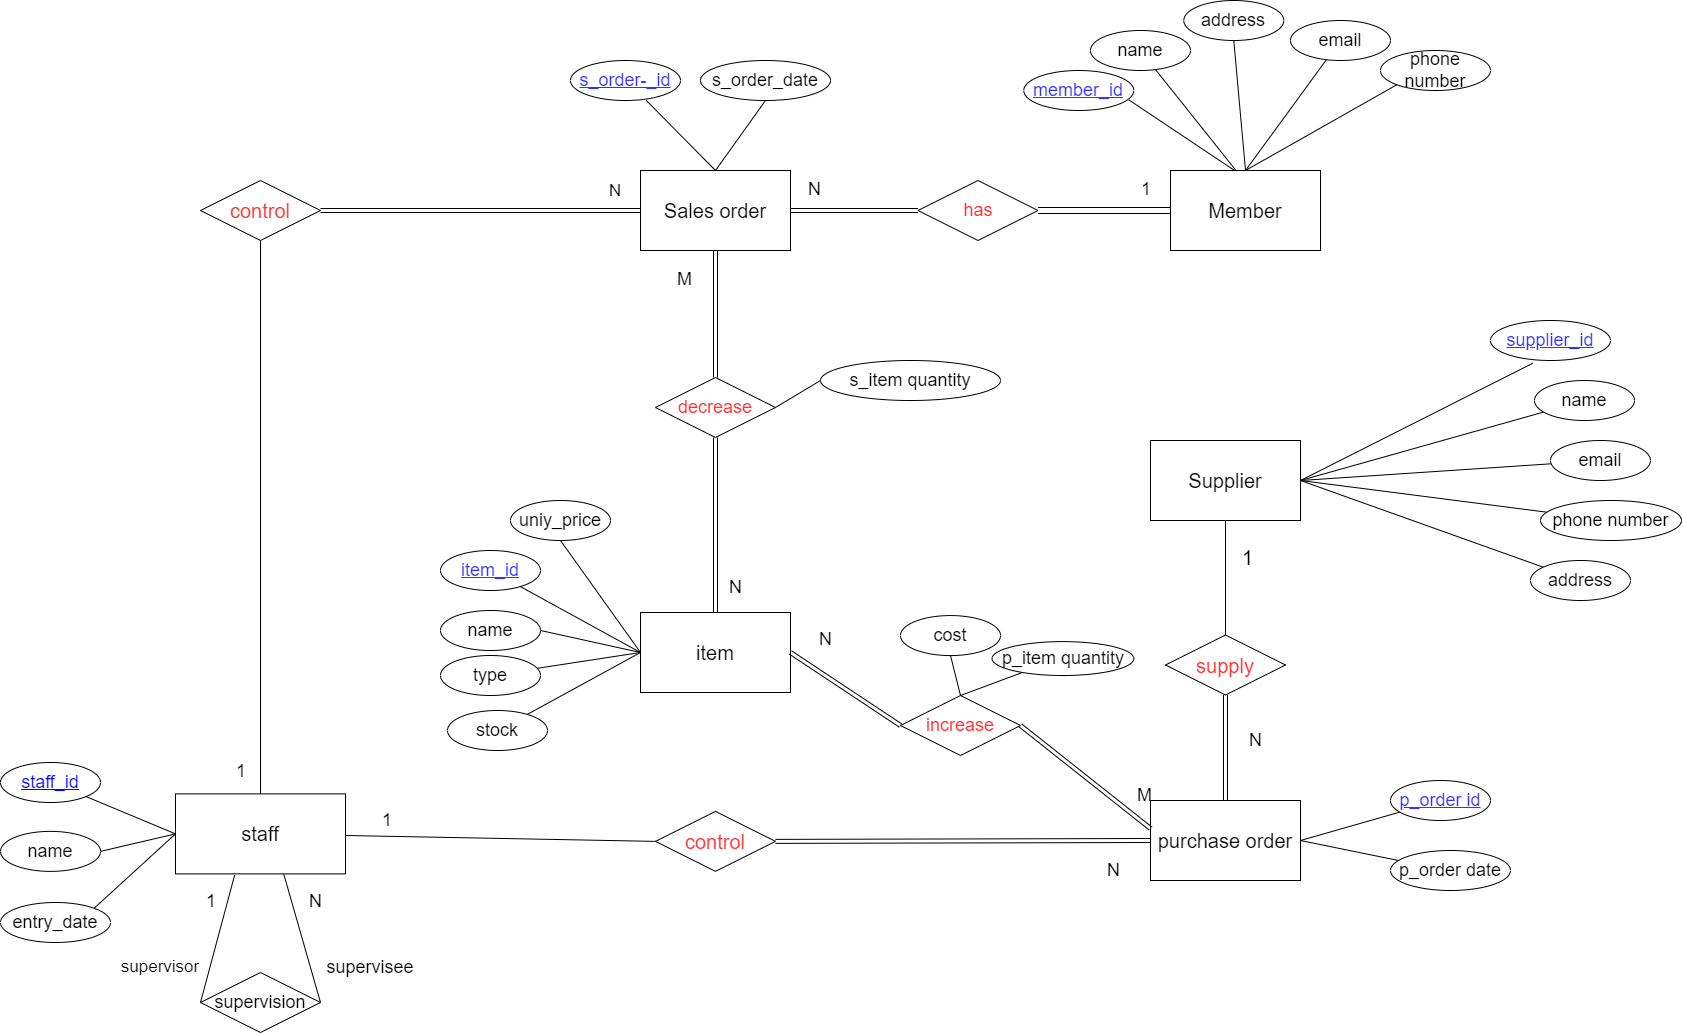 address
name
email
phone
number
s_order-_id
s_order_date
member_id
N
N
1
control
Sales order
has
Member
M
supplier_id
s_item quantity
decrease
name
email
Supplier
uniy_price
phone number
1
item_id
address
N
name
N
cost
item
p_item quantity
supply
type
increase
stock
N
1
staff_id
M
p_order id
1
staff
control
purchase order
name
N
p_order date
1
N
entry_date
supervisor
supervisee
supervision